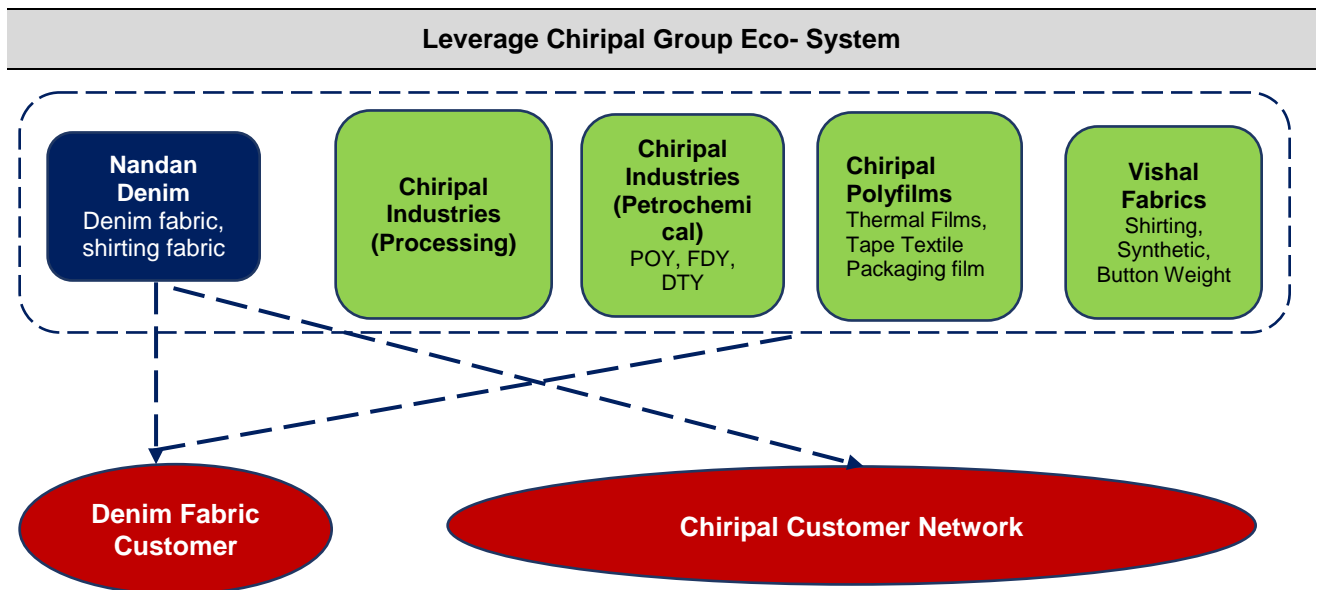 Leverage Chiripal Group Eco- System
Nandan
Denim
Denim fabric,
shirting fabric
Chiripal
Industries
(Processing)
Chiripal
Industries
(Petrochemi
cal)
POY, FDY,
DTY
Chiripal
Polyfilms
Thermal Films,
Tape Textile
Packaging film
Vishal
Fabrics
Shirting,
Synthetic,
Button Weight
Denim Fabric
Customer
Chiripal Customer Network